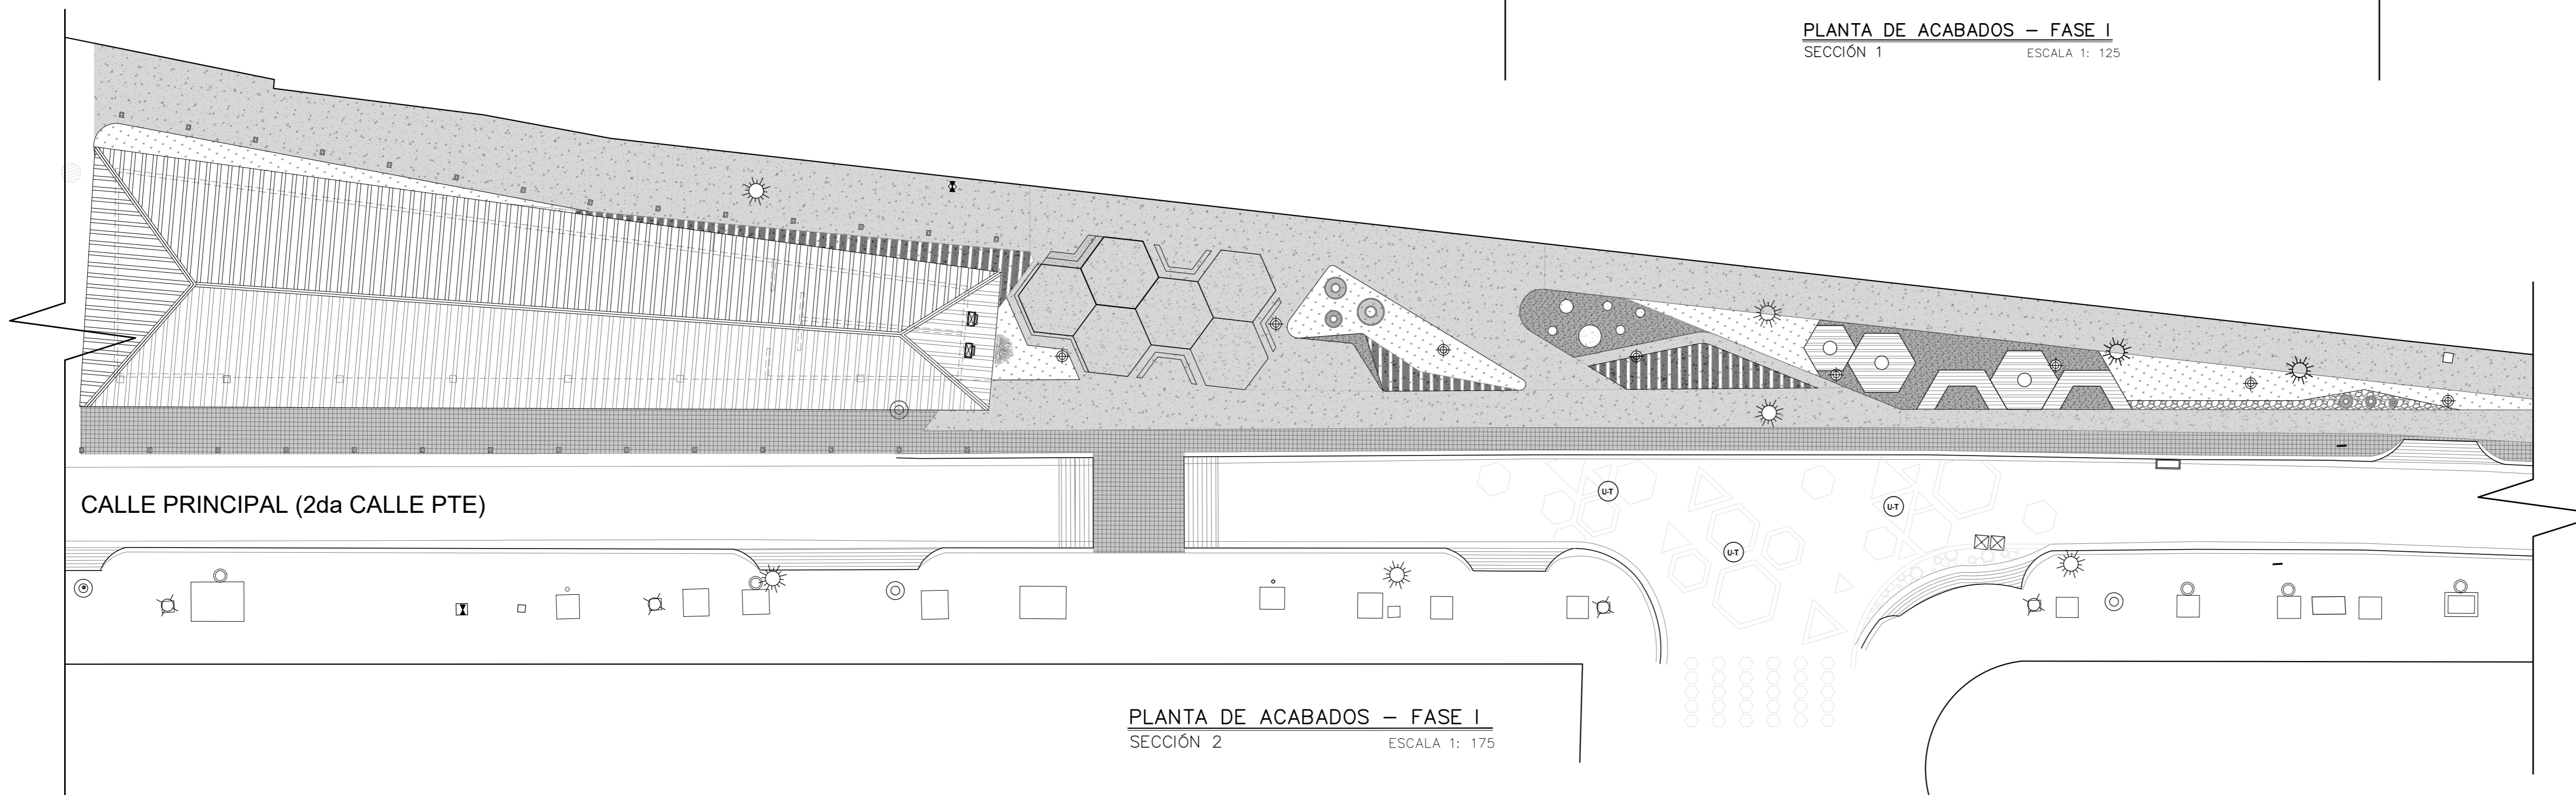 PLANTA DE ACABADOS – FASE I
SECCIÓN 1 ESCALA 1: 125
CALLE PRINCIPAL (2da CALLE PTE)
U-T
U-T
U-T
PLANTA DE ACABADOS – FASE I
SECCIÓN 2 ESCALA 1: 175